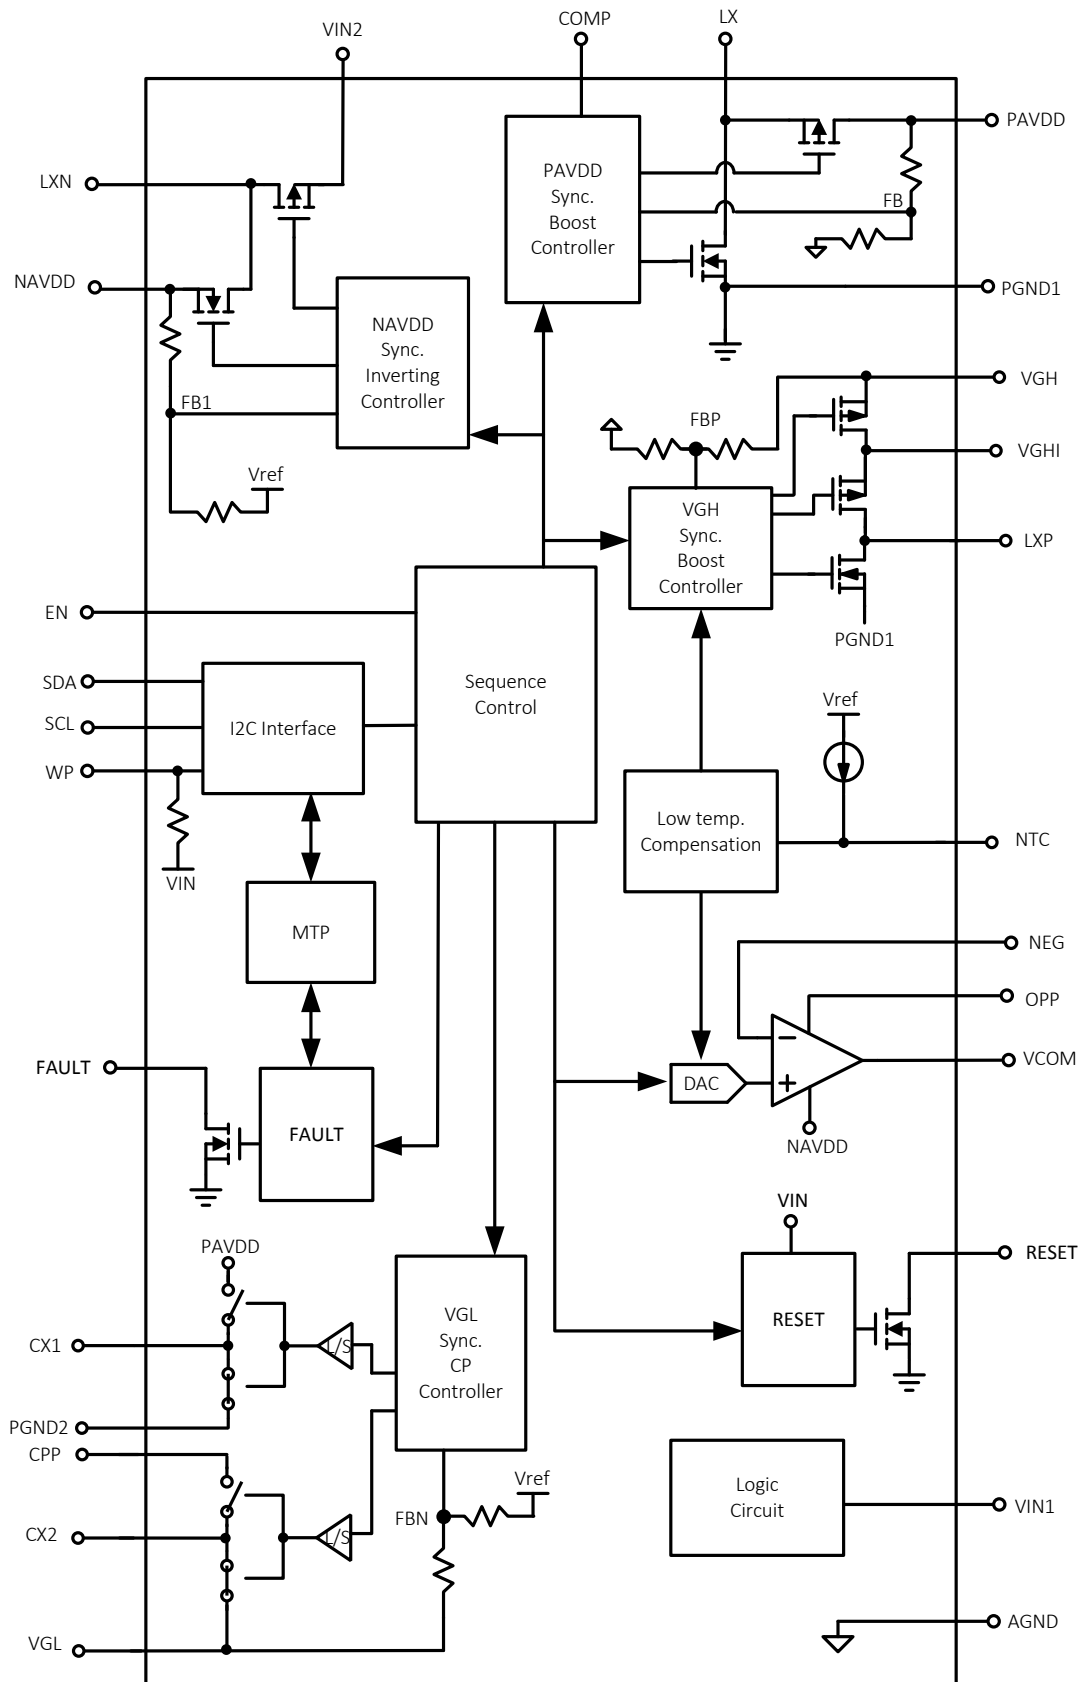 COMP
LX
VIN2
PAVDD
LXN
PAVDD
Sync.
Boost
Controller
FB
NAVDD
PGND1
NAVDD
Sync.
Inverting
Controller
VGH
FB1
FBP
VGHI
Vref
VGH
Sync.
Boost
Controller
LXP
EN
PGND1
SDA
Sequence
Control
Vref
SCL
I2C Interface
WP
Low temp.
Compensation
NTC
VIN
MTP
NEG
OPP
FAULT
VCOM
DAC
FAULT
NAVDD
VIN
PAVDD
RESET
VGL
Sync.
CP
Controller
RESET
CX1
L/S
PGND2
CPP
Vref
Logic
Circuit
VIN1
FBN
CX2
L/S
AGND
VGL